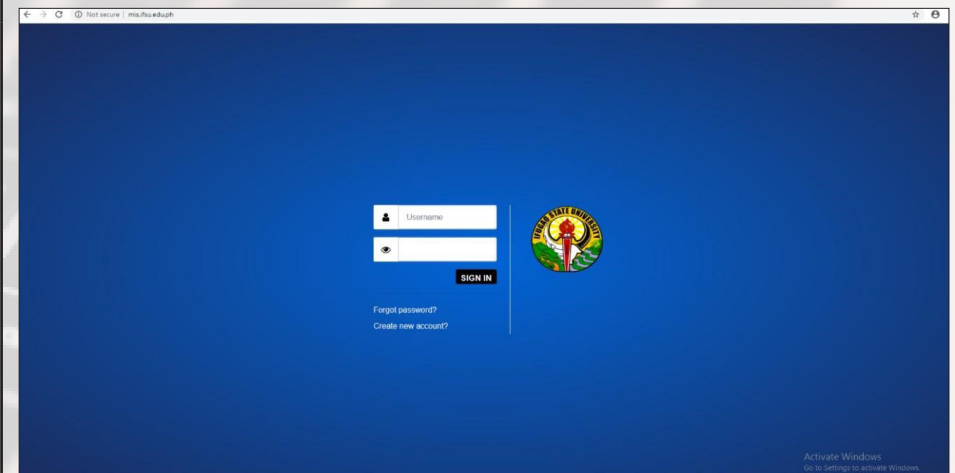 Not secure | mis.ifsu.edu.ph
Username
SIGN IN
Forgot password?
Create new account?
IFUGAO STATE UNIVERSITY
Activate Windows
Go to Settings to activate Windows.